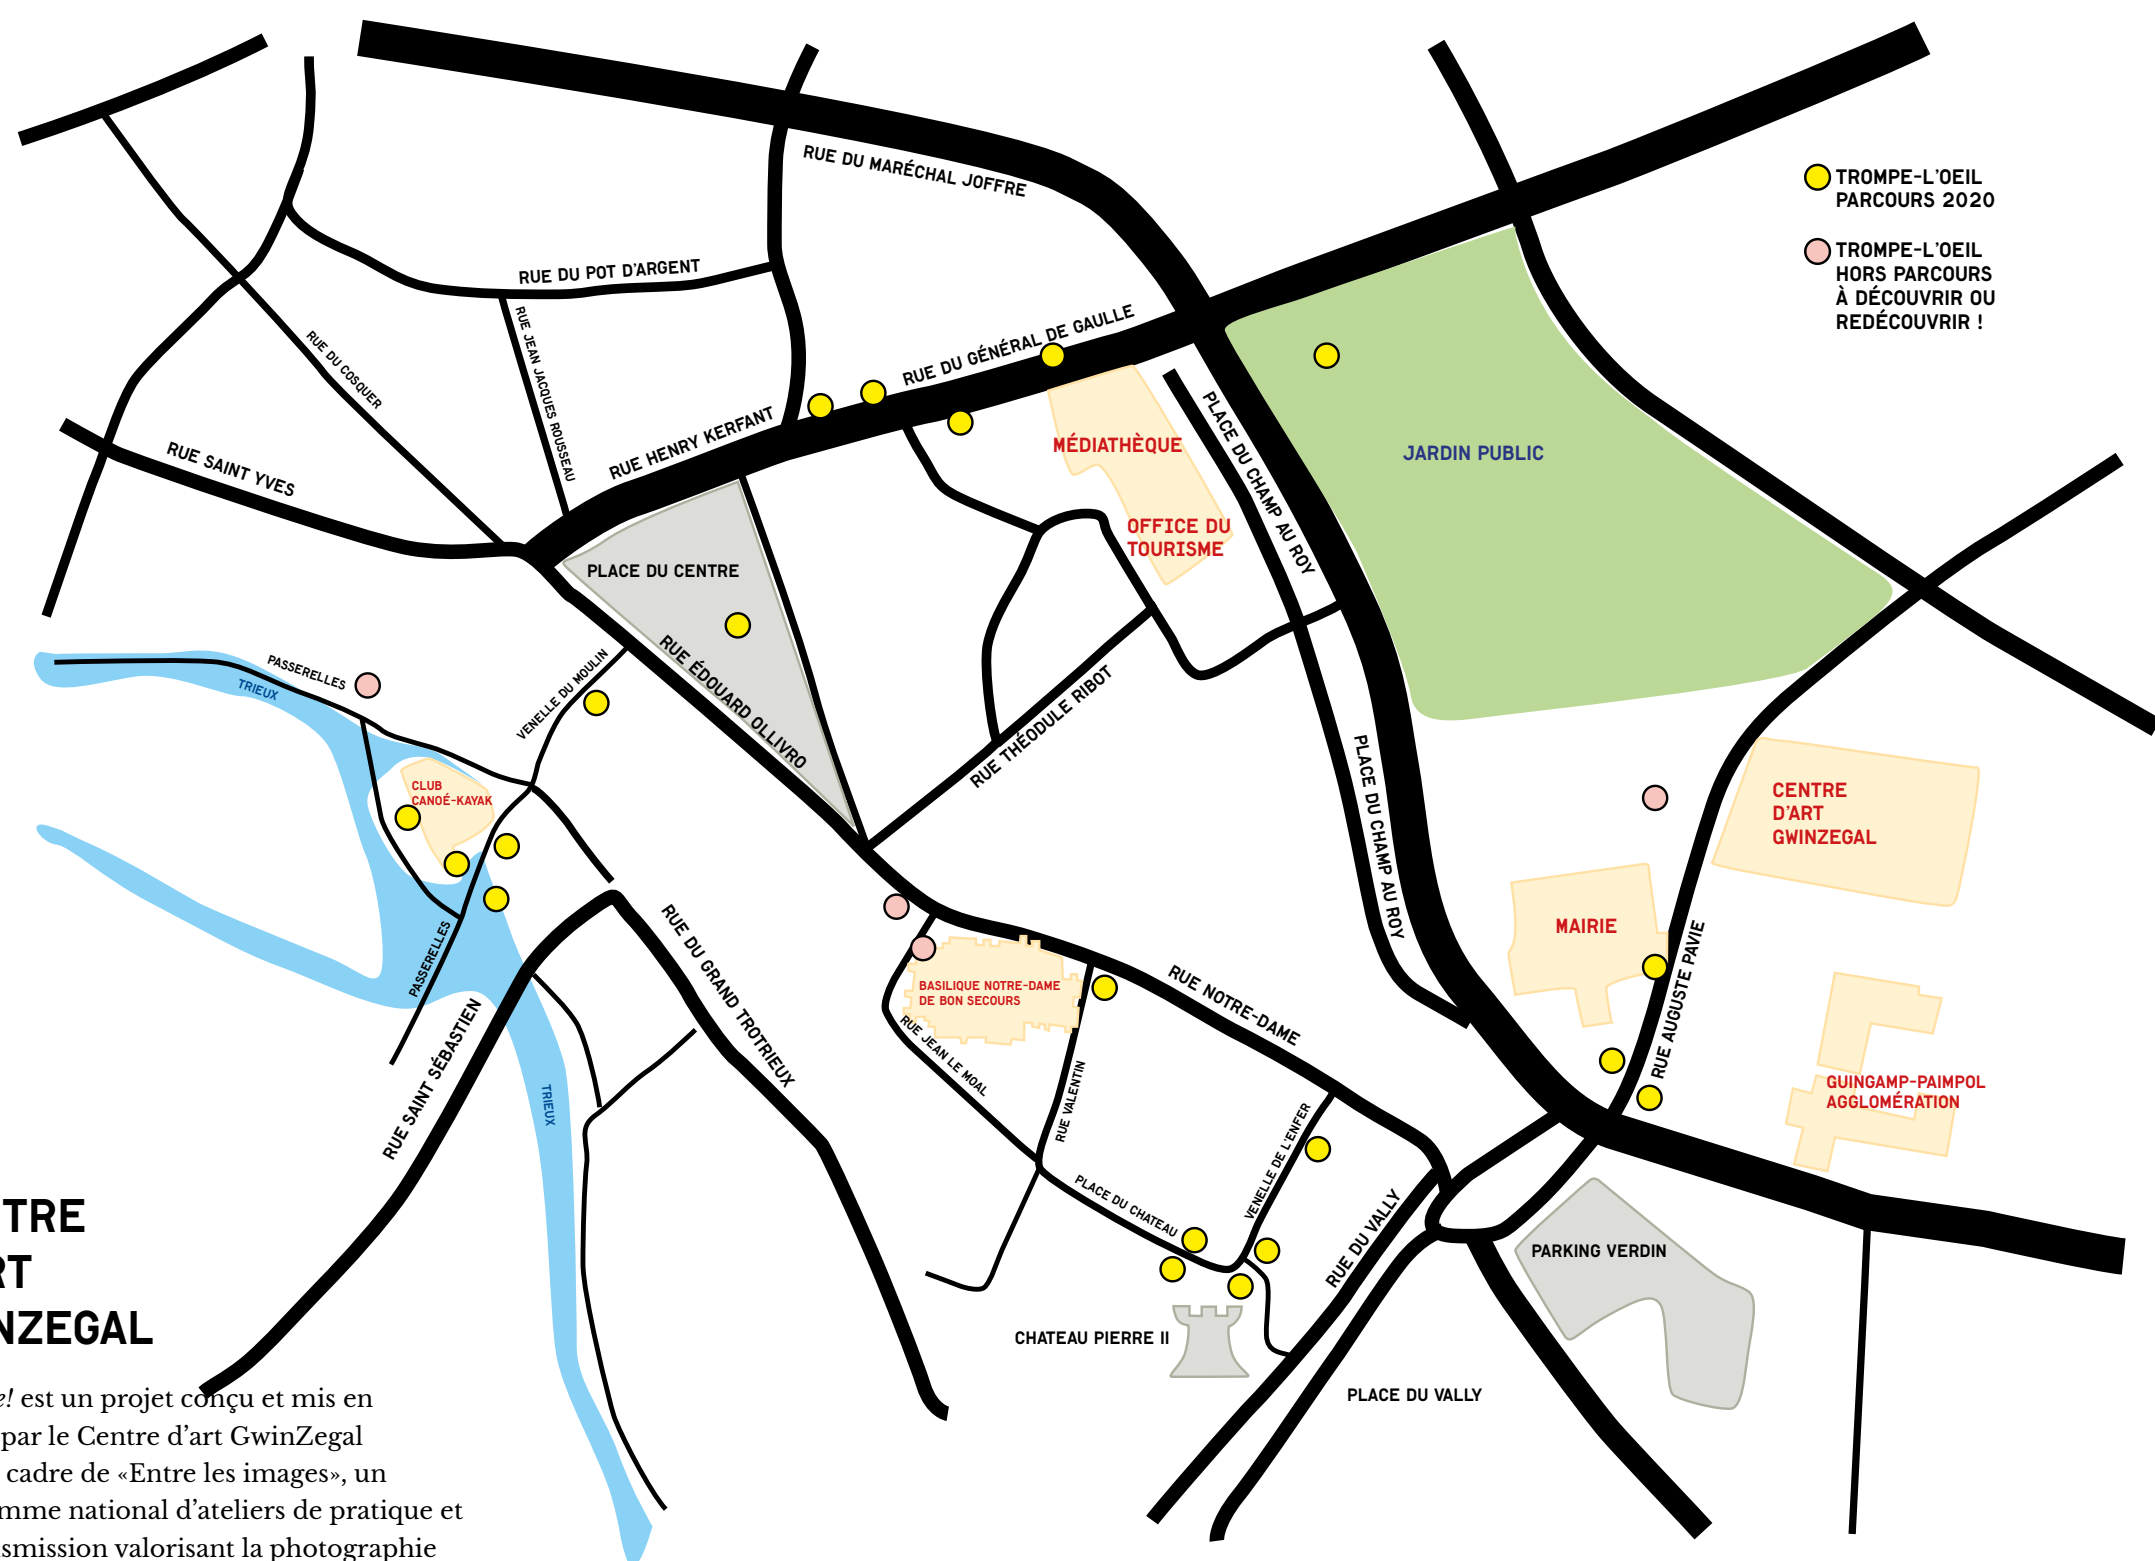 RUE DU MARÉCHAL JOFFRE
TROMPE-L'OEIL
PARCOURS 2020
TROMPE-L'OEIL
HORS PARCOURS
À DÉCOUVRIR OU
REDÉCOUVRIR !
RUE DU POT D'ARGENT
RUE JEAN JACQUES ROUSSEAU
RUE DU COSQUER
RUE DU GÉNÉRAL DE GAULLE
RUE HENRY KERFANT
RUE SAINT YVES
MÉDIATHÈQUE
PLACE DU CHAMP AU ROY
JARDIN PUBLIC
OFFICE DU
TOURISME
PLACE DU CENTRE
RUE ÉDOUARD OLLIVRO
VENELLE DU MOULIN
PASSERELLES
TRIEUX
RUE THÉODULE RIBOT
PLACE DU CHAMP AU ROY
CLUB
CANOÉ-KAYAK
CENTRE
D'ART
GWINZEGAL
MAIRIE
RUE AUGUSTE PAVIE
PASSERELLES
RUE DU GRAND TROTRIEUX
BASILIQUE NOTRE-DAME
DE BON SECOURS
RUE NOTRE-DAME
RUE JEAN LE MOAL
RUE VALENTIN
RUE SAINT SÉBASTIEN
TRIEUX
GUINGAMP-PAIMPOL
AGGLOMÉRATION
VENELLE DE L'ENFER
PLACE DU CHATEAU
RUE DU VALLY
PARKING VERDIN
CHATEAU PIERRE II
PLACE DU VALLY
TRE
RT
NZEGAL
e! est un projet conçu et mis en
par le Centre d'art GwinZegal
cadre de «Entre les images», un
mme national d'ateliers de pratique et
smission valorisant la photographie